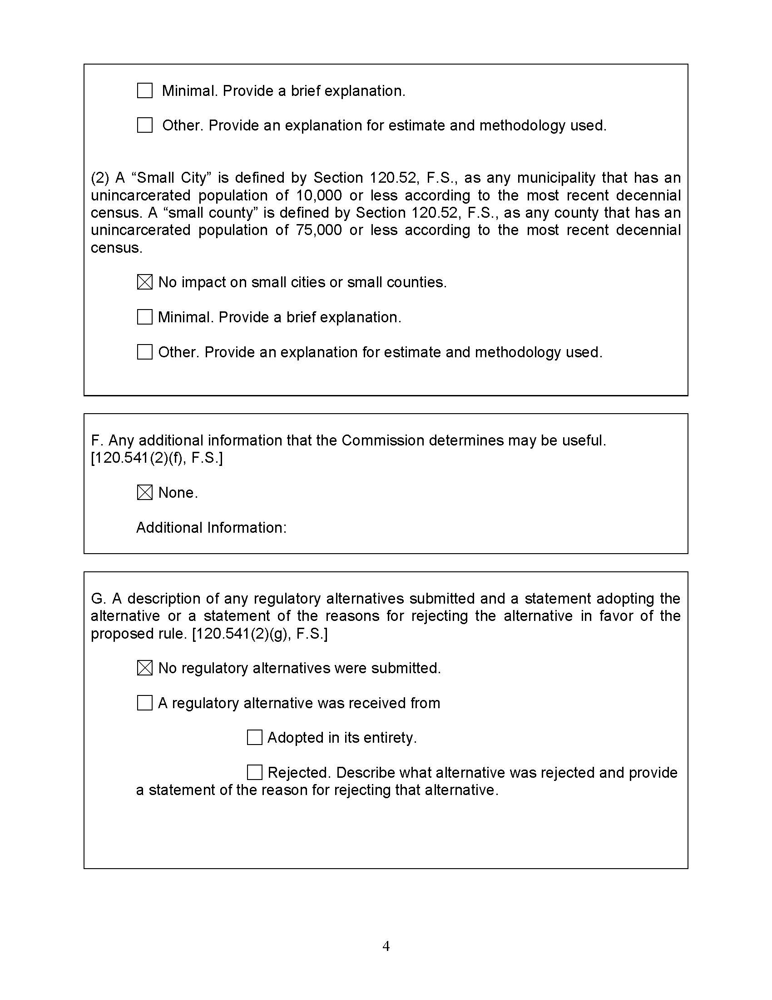 ☐ Minimal. Provide a brief explanation.
☐ Other. Provide an explanation for estimate and methodology used.
(2) A “Small City” is defined by Section 120.52, F.S., as any municipality that has an
unincarcerated population of 10,000 or less according to the most recent decennial
census. A “small county” is defined by Section 120.52, F.S., as any county that has an
unincarcerated population of 75,000 or less according to the most recent decennial
census.
☒ No impact on small cities or small counties.
☐ Minimal. Provide a brief explanation.
☐ Other. Provide an explanation for estimate and methodology used.
F. Any additional information that the Commission determines may be useful.
[120.541(2)(f), F.S.]
☒ None.
Additional Information:
G. A description of any regulatory alternatives submitted and a statement adopting the
alternative or a statement of the reasons for rejecting the alternative in favor of the
proposed rule. [120.541(2)(g), F.S.]
☒ No regulatory alternatives were submitted.
☐ A regulatory alternative was received from
☐ Adopted in its entirety.
☐ Rejected. Describe what alternative was rejected and provide
a statement of the reason for rejecting that alternative.
4